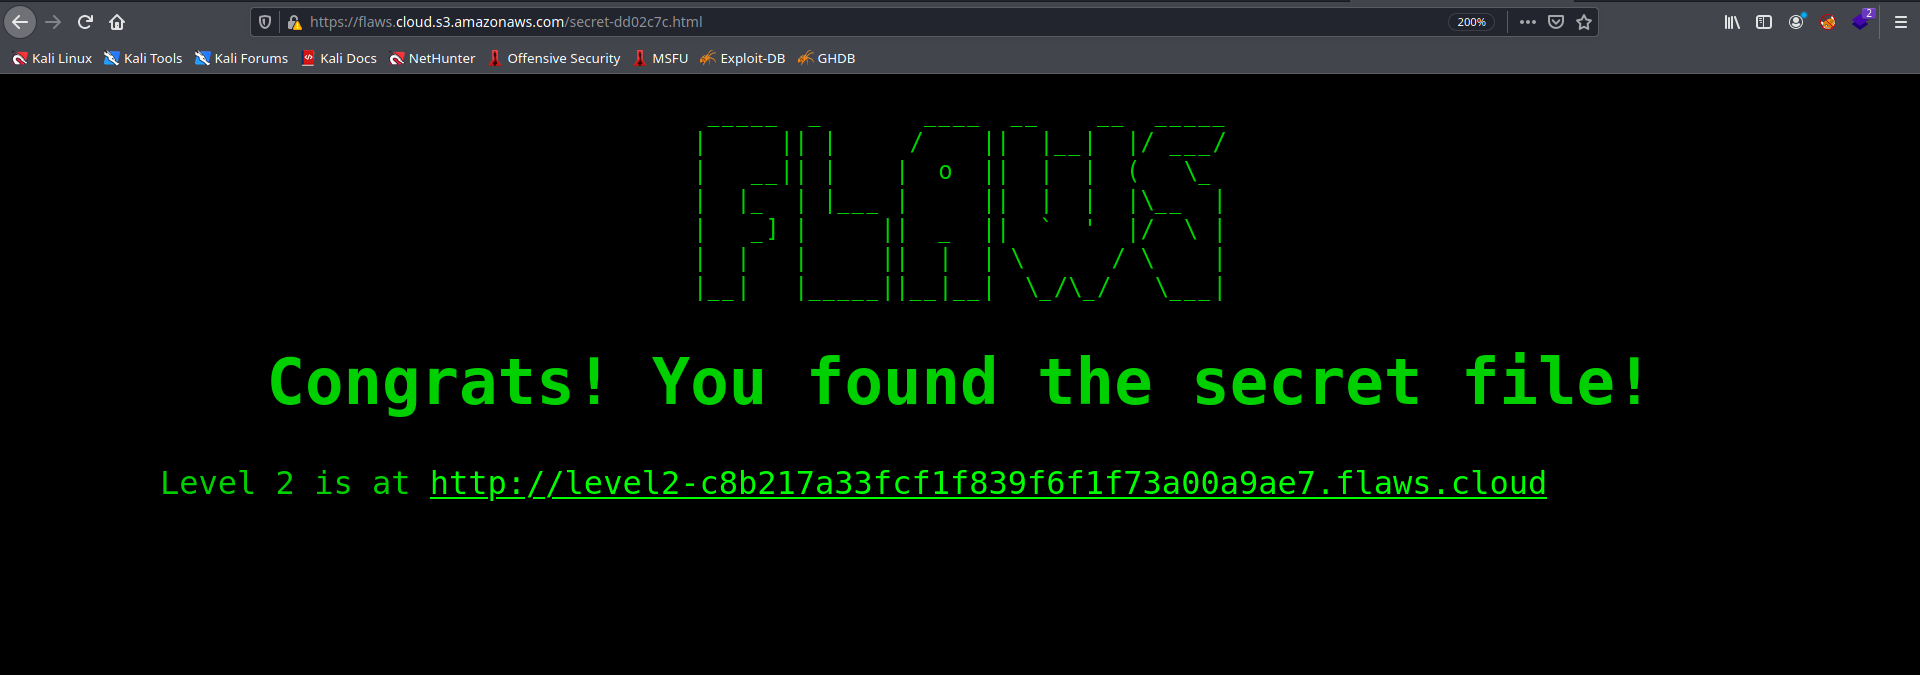 https://flaws.cloud.s3.amazonaws.com/secret-dd02c7c.html
200%
2
Kali Linux
Kali Tools
Kali Forums
Kali Docs
NetHunter
Offensive Security
MSFU
Exploit-DB
GHDB
FLAWS
Congrats! You found the secret file!
Level 2 is at http://level2-c8b217a33fcf1f839f6f1f73a00a9ae7.flaws.cloud